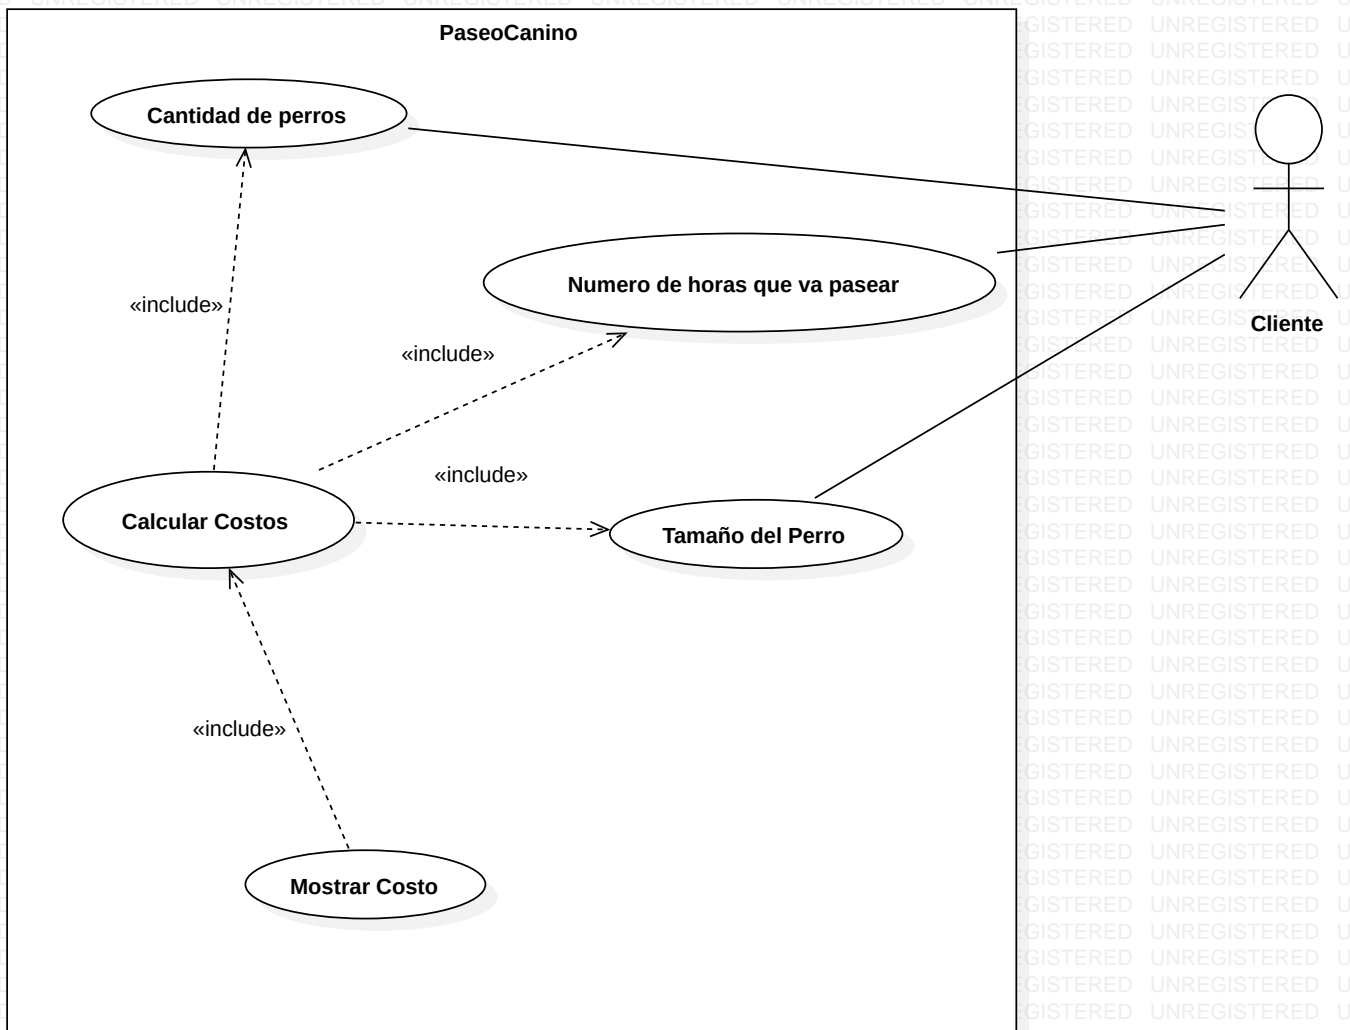 PaseoCanino
Cantidad de perros
Numero de horas que va pasear
«include»
Cliente
«include»
«include»
Calcular Costos
Tamaño del Perro
«include»
Mostrar Costo
UNREGISTERED